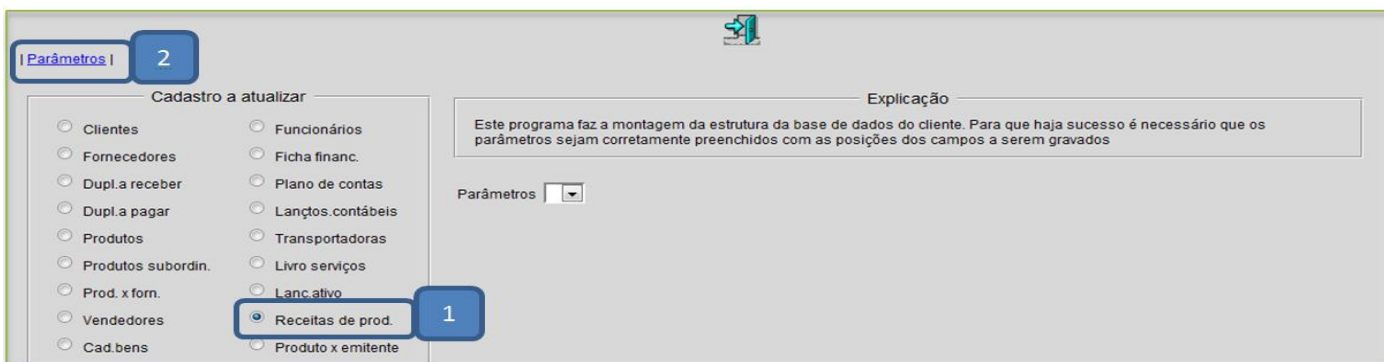 | Parâmetros |
2
Cadastro a atualizar
Clientes
Funcionários
Fornecedores
Ficha financ.
Dupl.a receber
Plano de contas
Dupl.a pagar
Lançtos.contábeis
Produtos
Transportadoras
Produtos subordin.
Livro serviços
Prod. x forn.
Lanc.ativo
Vendedores
Receitas de prod.
1
Cad.bens
Produto x emitente
Explicação
Este programa faz a montagem da estrutura da base de dados do cliente. Para que haja sucesso é necessário que os
parâmetros sejam corretamente preenchidos com as posições dos campos a serem gravados
Parâmetros